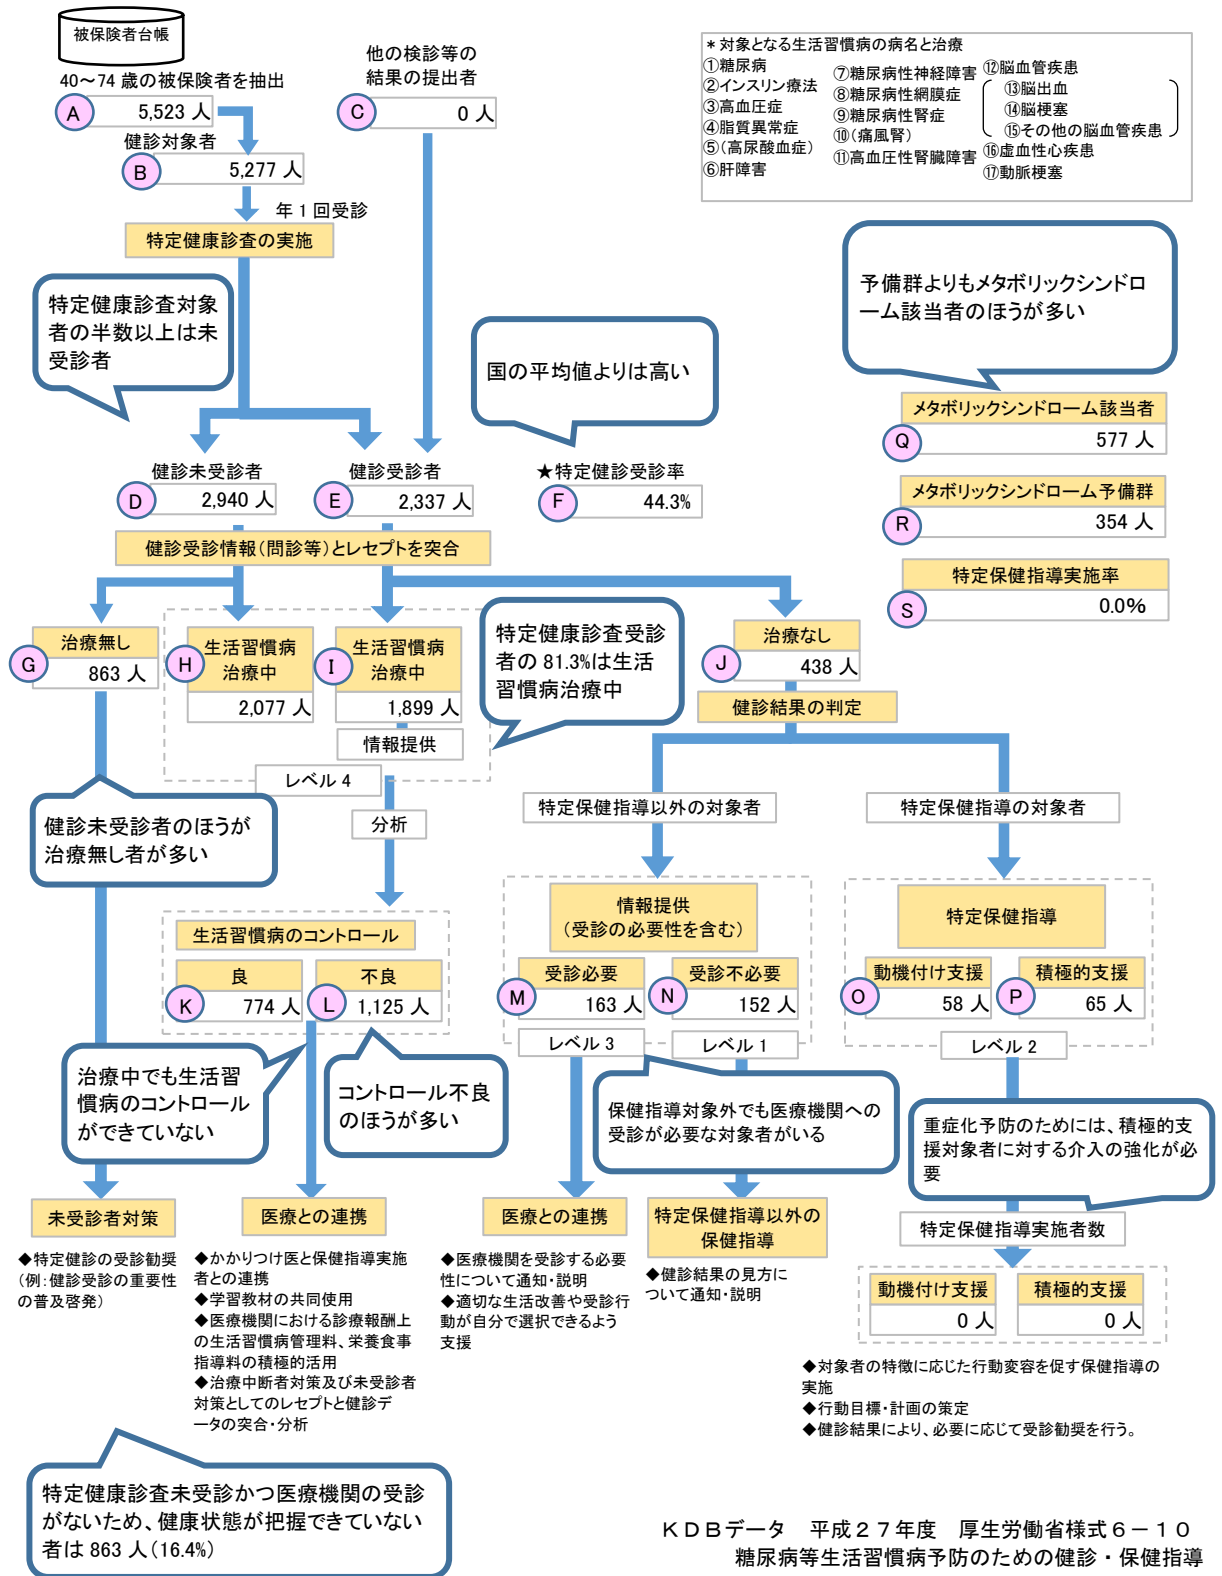 被保険者台帳
40～74 歳の被保険者を抽出
A
5,523 人
健診対象者
B
5,277 人
年 1 回受診
特定健康診査の実施
他の検診等の
結果の提出者
C
0 人
＊対象となる生活習慣病の病名と治療
①糖尿病
②インスリン療法
③高血圧症
④脂質異常症
⑤(高尿酸血症)
⑥肝障害
⑦糖尿病性神経障害
⑧糖尿病性網膜症
⑨糖尿病性腎症
⑩(痛風腎)
⑪高血圧性腎臓障害
⑫脳血管疾患
⑬脳出血
⑭脳梗塞
⑮その他の脳血管疾患
⑯虚血性心疾患
⑰動脈梗塞
特定健康診査対象
者の半数以上は未
受診者
国の平均値よりは高い
予備群よりもメタボリックシンドロ
ーム該当者のほうが多い
メタボリックシンドローム該当者
Q
577 人
メタボリックシンドローム予備群
R
354 人
特定保健指導実施率
S
0.0%
健診未受診者
D
2,940 人
健診受診者
E
2,337 人
★特定健診受診率
F
44.3%
健診受診情報(問診等)とレセプトを突合
治療無し
G
863 人
生活習慣病
治療中
H
2,077 人
生活習慣病
治療中
I
1,899 人
情報提供
レベル 4
特定健康診査受診
者の 81.3%は生活
習慣病治療中
治療なし
J
438 人
健診結果の判定
分析
健診未受診者のほうが
治療無し者が多い
特定保健指導以外の対象者
特定保健指導の対象者
生活習慣病のコントロール
良
K
774 人
不良
L
1,125 人
情報提供
(受診の必要性を含む)
受診必要
M
163 人
受診不必要
N
152 人
レベル 3
レベル 1
特定保健指導
動機付け支援
O
58 人
積極的支援
P
65 人
レベル 2
治療中でも生活習
慣病のコントロール
ができていない
コントロール不良
のほうが多い
保健指導対象外でも医療機関への
受診が必要な対象者がいる
重症化予防のためには、積極的支
援対象者に対する介入の強化が必
要
未受診者対策
◆特定健診の受診勧奨
(例:健診受診の重要性
の普及啓発)
医療との連携
◆かかりつけ医と保健指導実施
者との連携
◆学習教材の共同使用
◆医療機関における診療報酬上
の生活習慣病管理料、栄養食事
指導料の積極的活用
◆治療中断者対策及び未受診者
対策としてのレセプトと健診デ
ータの突合・分析
医療との連携
◆医療機関を受診する必要
性について通知・説明
◆適切な生活改善や受診行
動が自分で選択できるよう
支援
特定保健指導以外の
保健指導
◆健診結果の見方に
ついて通知・説明
特定保健指導実施者数
動機付け支援
0 人
積極的支援
0 人
◆対象者の特徴に応じた行動変容を促す保健指導の
実施
◆行動目標・計画の策定
◆健診結果により、必要に応じて受診勧奨を行う。
特定健康診査未受診かつ医療機関の受診
がないため、健康状態が把握できていない
者は 863 人(16.4%)
ＫＤＢデータ　平成２７年度　厚生労働省様式６－１０
糖尿病等生活習慣病予防のための健診・保健指導